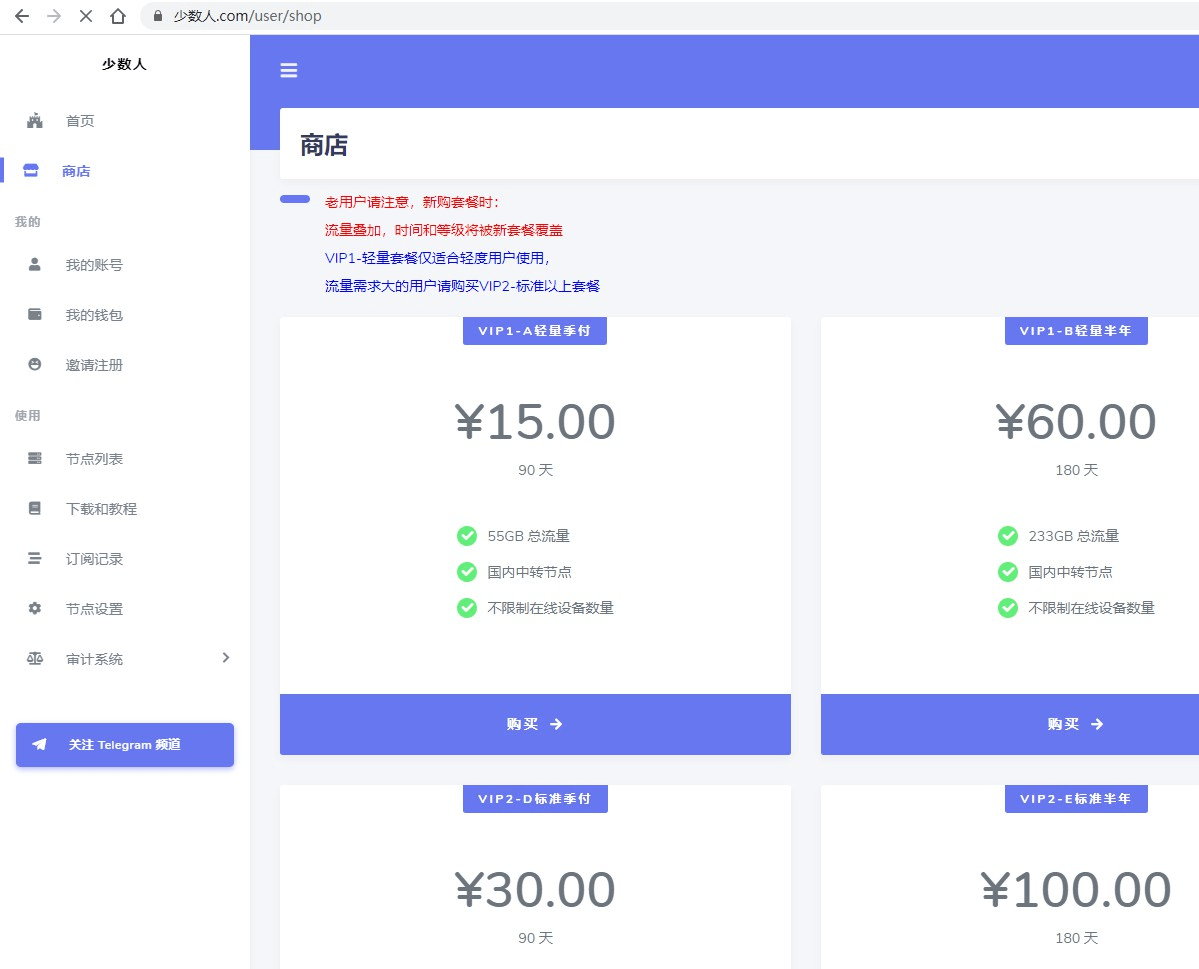 少数人.com/user/shop
少数人
首页
商店
我的
我的账号
我的钱包
邀请注册
使用
节点列表
下载和教程
订阅记录
节点设置
审计系统
关注 Telegram 频道
商店
老用户请注意，新购套餐时：
流量叠加，时间和等级将被新套餐覆盖
VIP1-轻量套餐仅适合轻度用户使用，
流量需求大的用户请购买VIP2-标准以上套餐
VIP1-A轻量季付
¥15.00
90 天
55GB 总流量
国内中转节点
不限制在线设备数量
购买
VIP1-B轻量半年
¥60.00
180 天
233GB 总流量
国内中转节点
不限制在线设备数量
购买
VIP2-D标准季付
¥30.00
90 天
VIP2-E标准半年
¥100.00
180 天